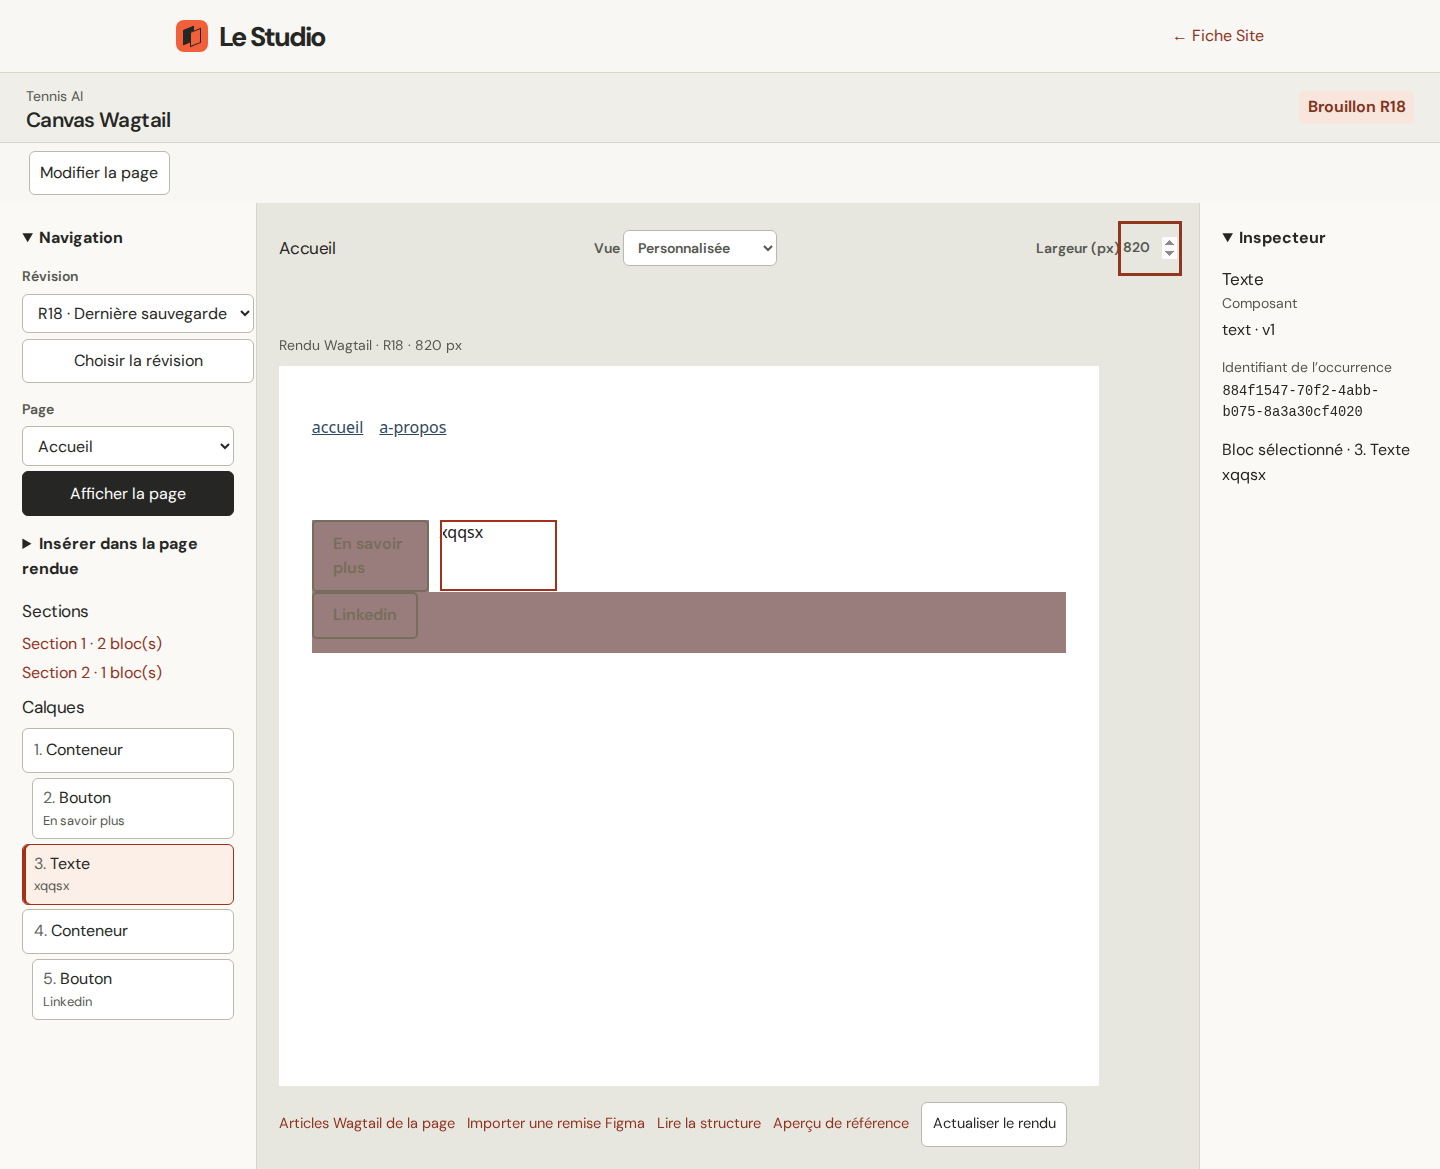 Le Studio
← Fiche Site
Tennis AI
Canvas Wagtail
Brouillon R18
Modifier la page
▼ Navigation
Révision
R18 · Dernière sauvegarde
Choisir la révision
Page
Accueil
Afficher la page
▶ Insérer dans la page
rendue
Sections
Section 1 · 2 bloc(s)
Section 2 · 1 bloc(s)
Calques
1. Conteneur
2. Bouton
En savoir plus
3. Texte
xqqsx
4. Conteneur
5. Bouton
Linkedin
Accueil
Vue
Personnalisée
Largeur (px)
820
Rendu Wagtail · R18 · 820 px
accueil
a-propos
En savoir
plus
xqqsx
Linkedin
Articles Wagtail de la page
Importer une remise Figma
Lire la structure
Aperçu de référence
Actualiser le rendu
▼ Inspecteur
Texte
Composant
text · v1
Identifiant de l’occurrence
884f1547-70f2-4abb-
b075-8a3a30cf4020
Bloc sélectionné · 3. Texte
xqqsx